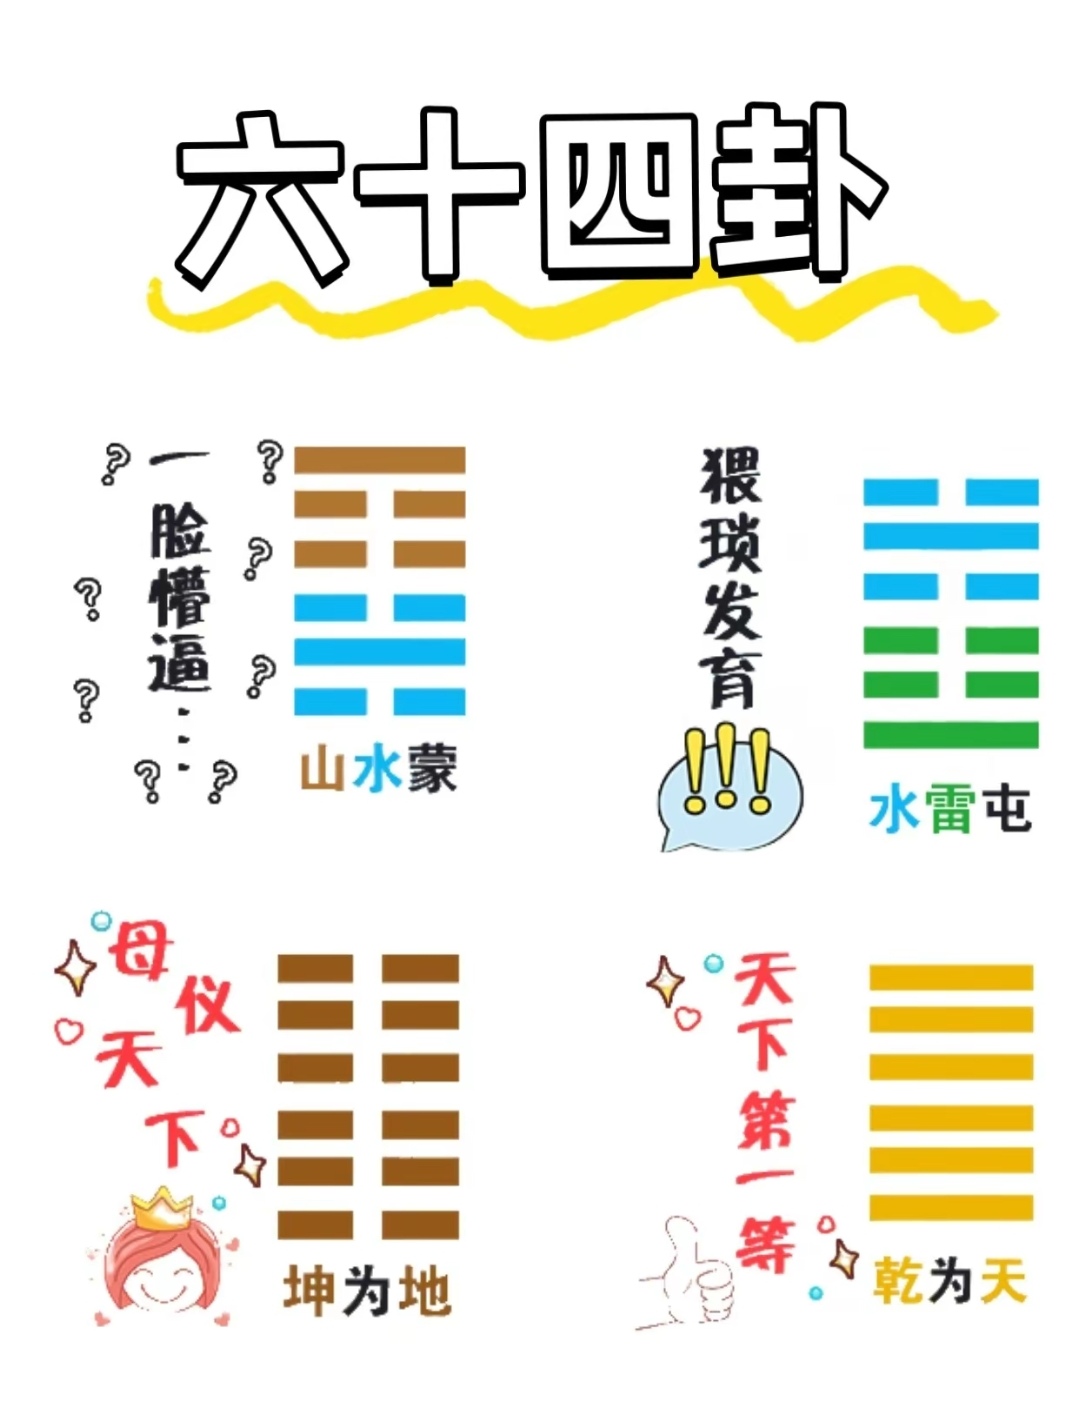 六十四卦
一脸懵逼……
山水蒙
猥琐发育
!!!
水雷屯
母仪天下
坤为地
天下第一等
乾为天